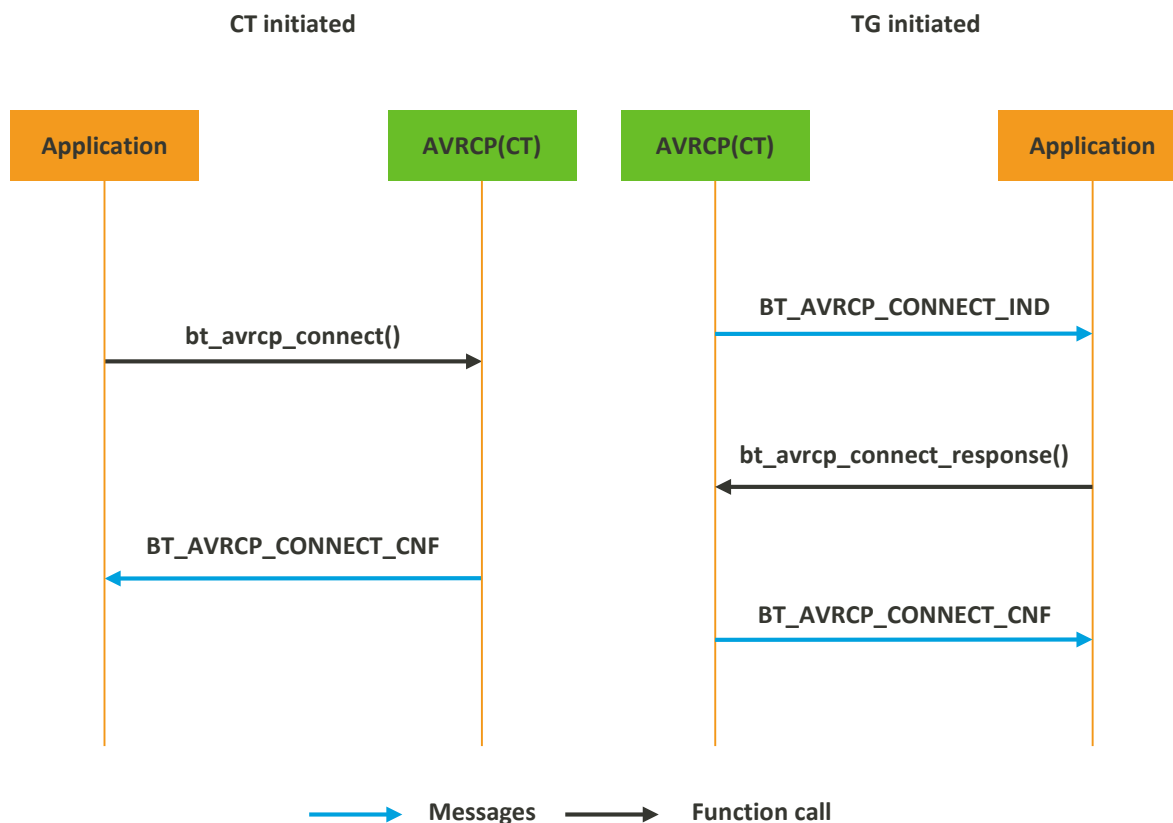 CT initiated
TG initiated
Application
AVRCP(CT)
AVRCP(CT)
Application
BT_AVRCP_CONNECT_IND
bt_avrcp_connect()
bt_avrcp_connect_response()
BT_AVRCP_CONNECT_CNF
BT_AVRCP_CONNECT_CNF
Messages
Function call